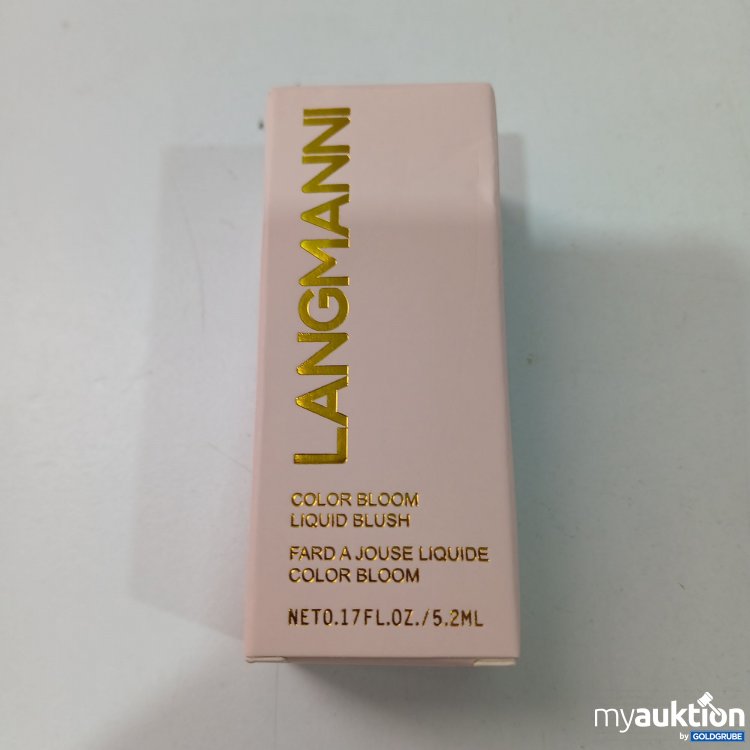 LANGMANNI
COLOR BLOOM
LIQUID BLUSH
FARD A JOUSE LIQUIDE
COLOR BLOOM
NET0.17FL.OZ./5.2ML
myauktion
by GOLDGRUBE